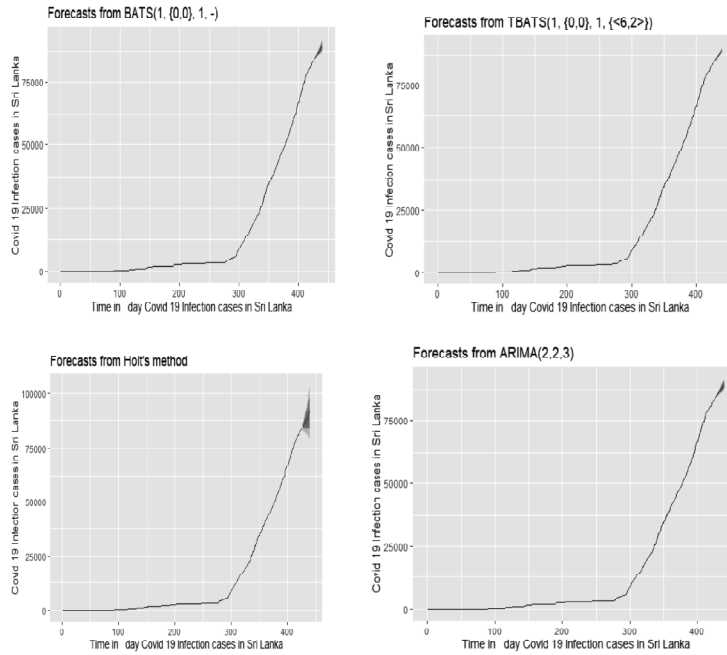 Forecasts from BATS(1, {0,0}, 1, -)
Covid 19 Infection cases in Sri Lanka
75000
50000
25000
0
0 100 200 300 400
Time in day Covid 19 Infection cases in Sri Lanka
Forecasts from TBATS(1, {0,0}, 1, {<6,2>})
Covid 19 Infection cases in Sri Lanka
75000
50000
25000
0
0 100 200 300 400
Time in day Covid 19 Infection cases in Sri Lanka
Forecasts from Holt's method
Covid 19 Infection cases in Sri Lanka
100000
75000
50000
25000
0
0 100 200 300 400
Time in day Covid 19 Infection cases in Sri Lanka
Forecasts from ARIMA(2,2,3)
Covid 19 Infection cases in Sri Lanka
75000
50000
25000
0
0 100 200 300 400
Time in day Covid 19 Infection cases in Sri Lanka